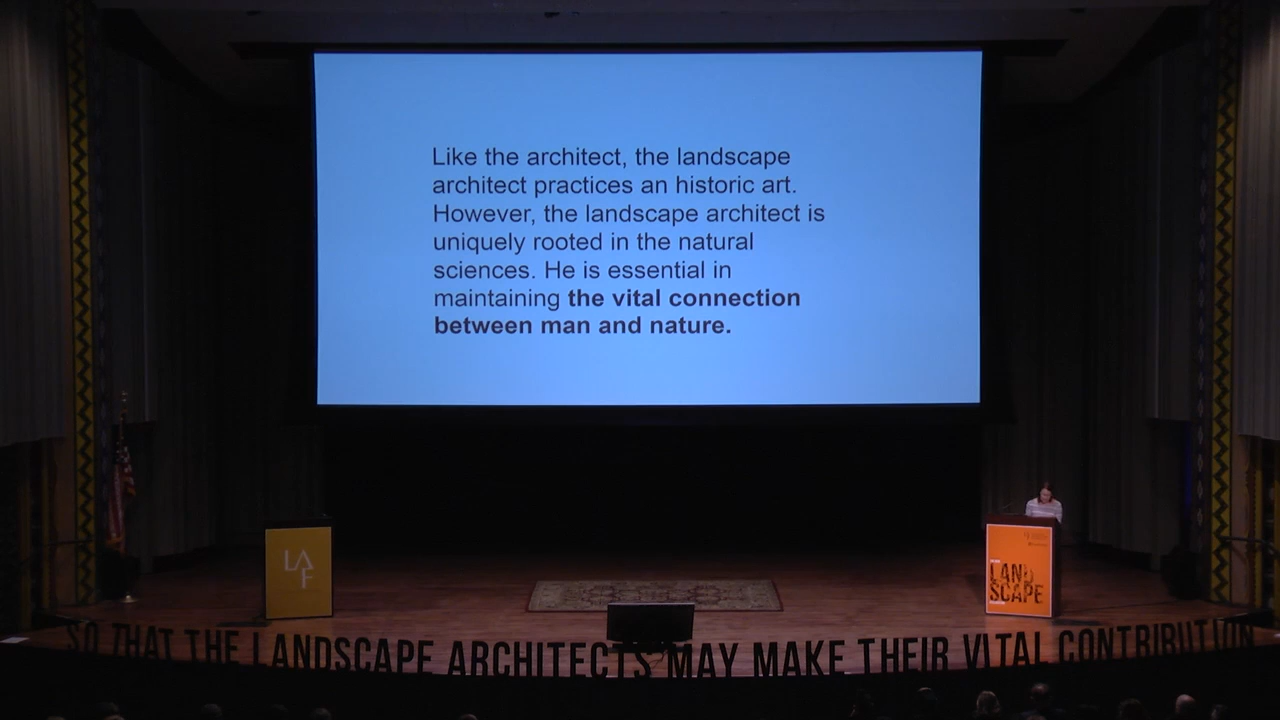 Like the architect, the landscape
architect practices an historic art.
However, the landscape architect is
uniquely rooted in the natural
sciences. He is essential in
maintaining the vital connection
between man and nature.
LA
F
LAND
SCAPE
SO THAT THE LANDSCAPE ARCHITECTS MAY MAKE THEIR VITAL CONTRIBUTION